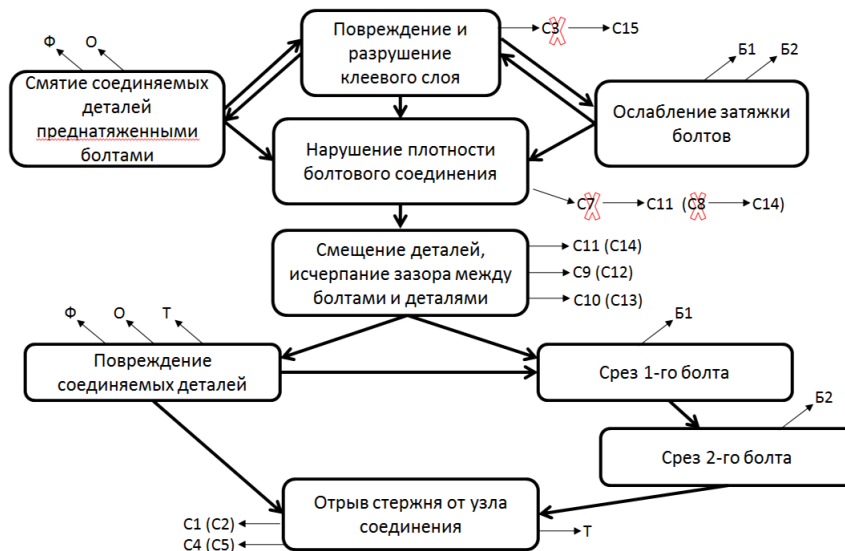 Ф
О
Повреждение и
разрушение
клеевого слоя
С3
С15
Б1
Б2
Смятие соединяемых
деталей
преднатяженными
болтами
Ослабление затяжки
болтов
Нарушение плотности
болтового соединения
С7
С11
(С8
С14)
Смещение деталей,
исчерпание зазора между
болтами и деталями
С11 (С14)
С9 (С12)
С10 (С13)
Ф
О
Т
Б1
Повреждение
соединяемых деталей
Срез 1-го болта
Б2
Срез 2-го болта
Отрыв стержня от узла
соединения
С1 (С2)
С4 (С5)
Т